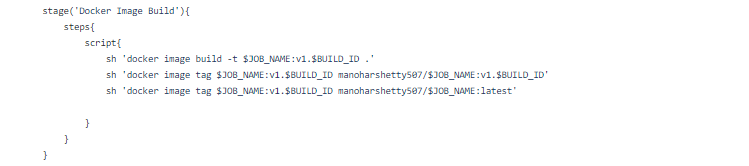 stage('Docker Image Build'){
steps{
script{
sh 'docker image build -t $JOB_NAME:v1.$BUILD_ID .'
sh 'docker image tag $JOB_NAME:v1.$BUILD_ID manoharshetty507/$JOB_NAME:v1.$BUILD_ID'
sh 'docker image tag $JOB_NAME:v1.$BUILD_ID manoharshetty507/$JOB_NAME:latest'
}
}
}